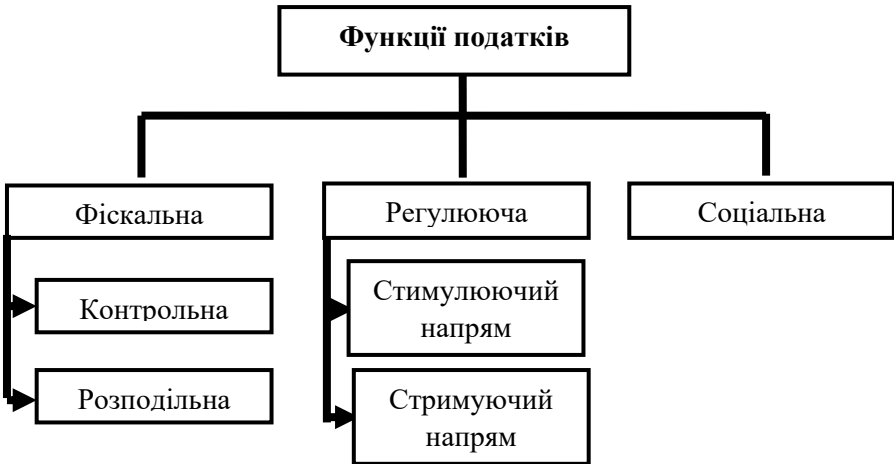 Функції податків
Фіскальна
Регулююча
Соціальна
Контрольна
Стимулюючий
напрям
Розподільна
Стримуючий
напрям